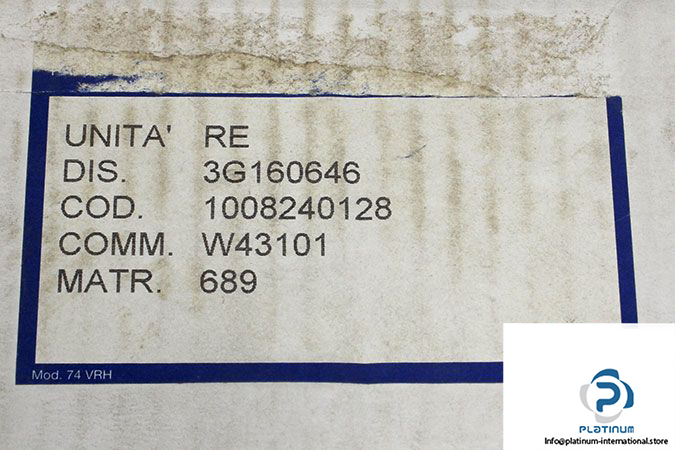 UNITA' RE
DIS. 3G160646
COD. 1008240128
COMM. W43101
MATR. 689
Mod. 74 VRH
PLATINUM
Info@platinum-international.store